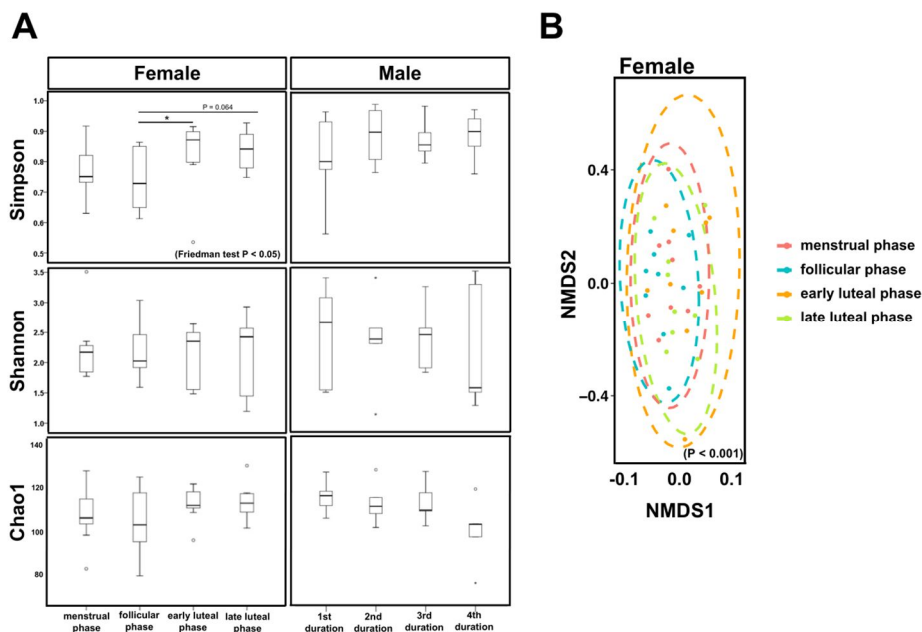 A
Female
Male
Simpson
1.0
0.9
0.8
0.7
0.6
0.5
P = 0.064
*
(Friedman test P < 0.05)
Shannon
3.5
3.0
2.5
2.0
1.5
1.0
Chao1
140
120
100
80
menstrual phase
follicular phase
early luteal phase
late luteal phase
1st duration
2nd duration
3rd duration
4th duration
B
Female
NMDS2
0.4
0.0
−0.4
(P < 0.001)
-0.1
0.0
0.1
NMDS1
menstrual phase
follicular phase
early luteal phase
late luteal phase